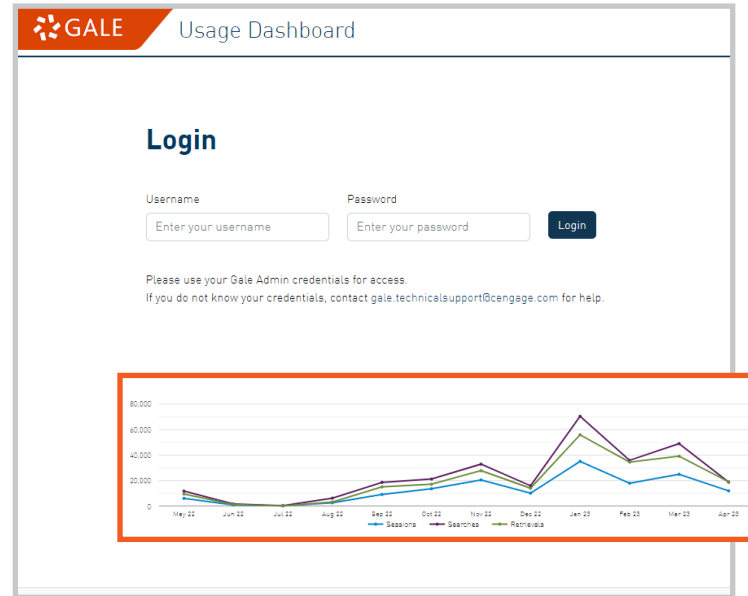 GALE Usage Dashboard
Login
Username Password
Enter your username Enter your password Login
Please use your Gale Admin credentials for access.
If you do not know your credentials, contact gale.technicalsupport@cengage.com for help.
80,000
60,000
40,000
20,000
0
May 22 Jun 22 Jul 22 Aug 22 Sep 22 Oct 22 Nov 22 Dec 22 Jan 23 Feb 23 Mar 23 Apr 23
Sessions Searches Retrievals